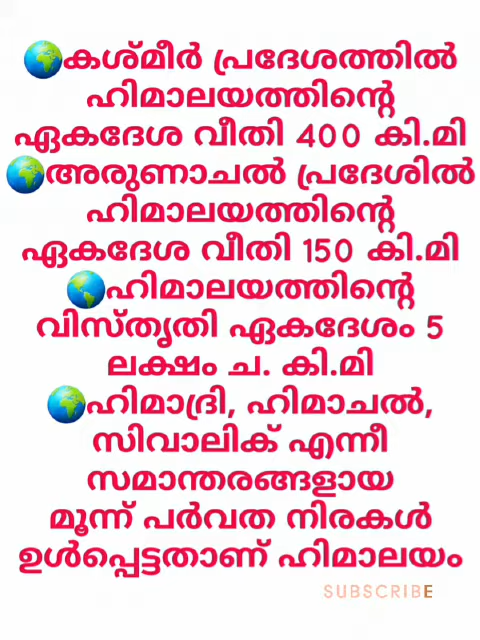 🌍കശ്മീർ പ്രദേശത്തിൽ
ഹിമാലയത്തിന്റെ
ഏകദേശ വീതി 400 കി.മി
🌍അരുണാചൽ പ്രദേശിൽ
ഹിമാലയത്തിന്റെ
ഏകദേശ വീതി 150 കി.മി
🌎ഹിമാലയത്തിന്റെ
വിസ്തൃതി ഏകദേശം 5
ലക്ഷം ച. കി.മി
🌍ഹിമാദ്രി, ഹിമാചൽ,
സിവാലിക് എന്നീ
സമാന്തരങ്ങളായ
മൂന്ന് പർവത നിരകൾ
ഉൾപ്പെട്ടതാണ് ഹിമാലയം
SUBSCRIBE